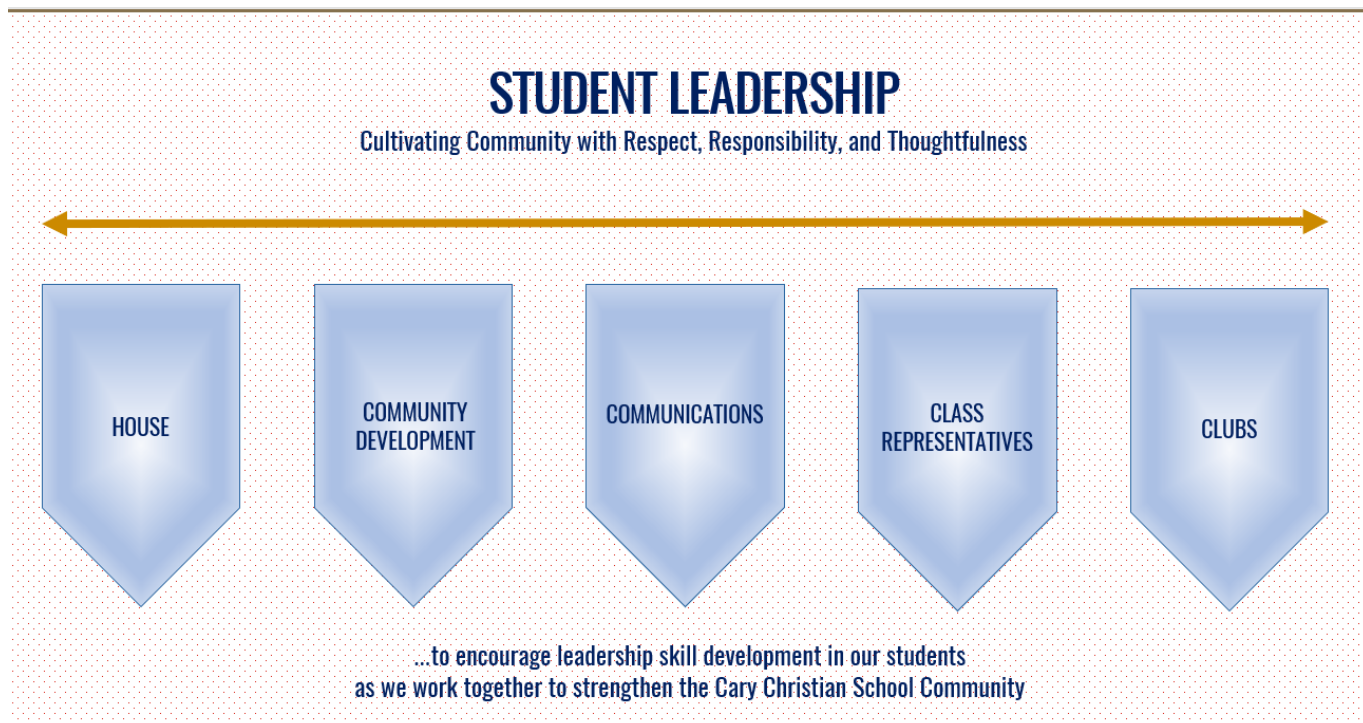 STUDENT LEADERSHIP
Cultivating Community with Respect, Responsibility, and Thoughtfulness
HOUSE
COMMUNITY
DEVELOPMENT
COMMUNICATIONS
CLASS
REPRESENTATIVES
CLUBS
...to encourage leadership skill development in our students
as we work together to strengthen the Cary Christian School Community